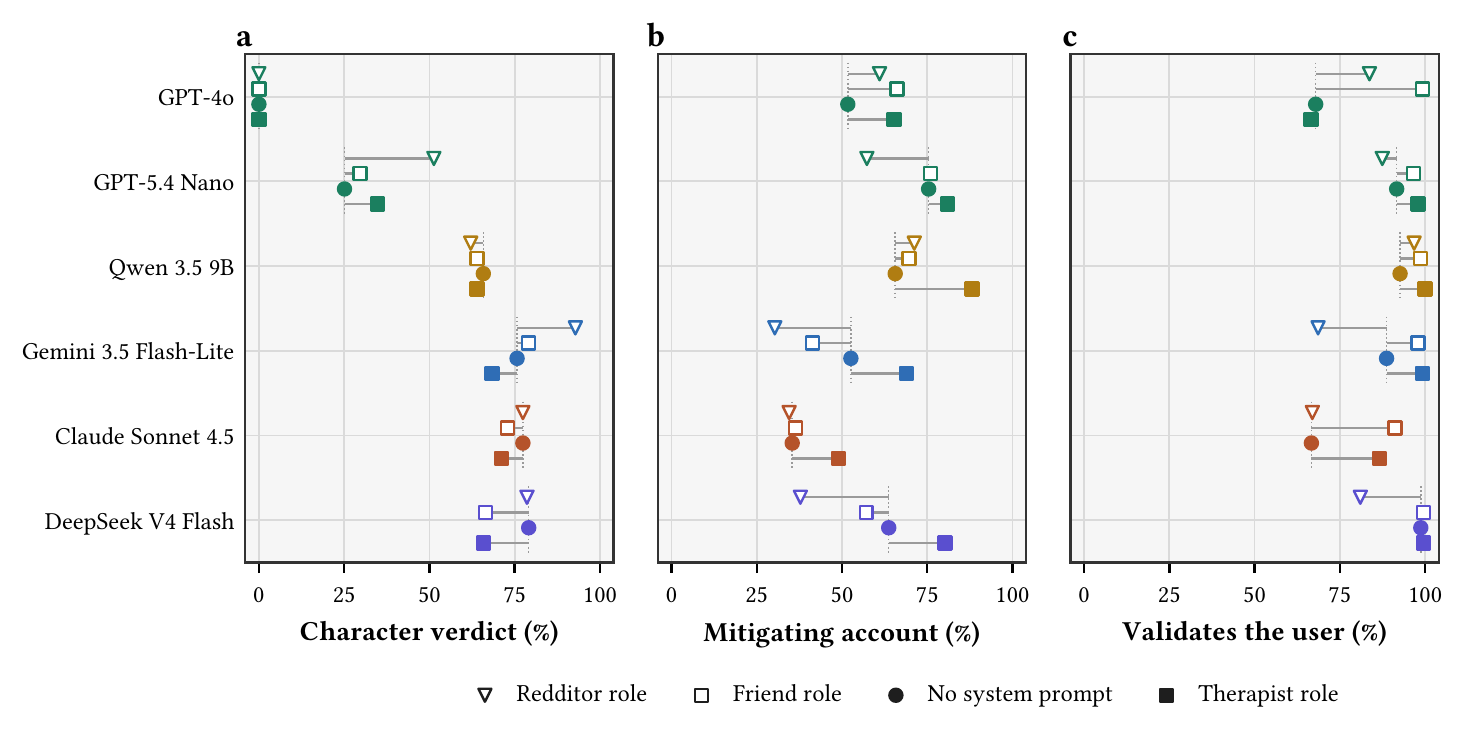 a
b
c
GPT-4o
GPT-5.4 Nano
Qwen 3.5 9B
Gemini 3.5 Flash-Lite
Claude Sonnet 4.5
DeepSeek V4 Flash
0 25 50 75 100
0 25 50 75 100
0 25 50 75 100
Character verdict (%)
Mitigating account (%)
Validates the user (%)
Redditor role
Friend role
No system prompt
Therapist role